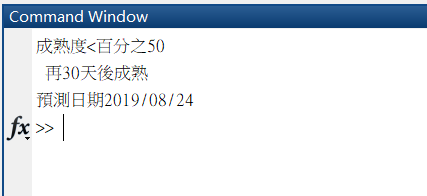 Command Window
成熟度<百分之50
再30天後成熟
預測日期2019/08/24
fx >>